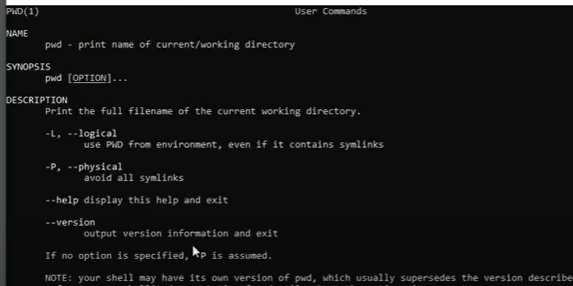 PWD(1) User Commands
NAME
pwd - print name of current/working directory
SYNOPSIS
pwd [OPTION]...
DESCRIPTION
Print the full filename of the current working directory.
-L, --logical
use PWD from environment, even if it contains symlinks
-P, --physical
avoid all symlinks
--help display this help and exit
--version
output version information and exit
If no option is specified, P is assumed.
NOTE: your shell may have its own version of pwd, which usually supersedes the version describe